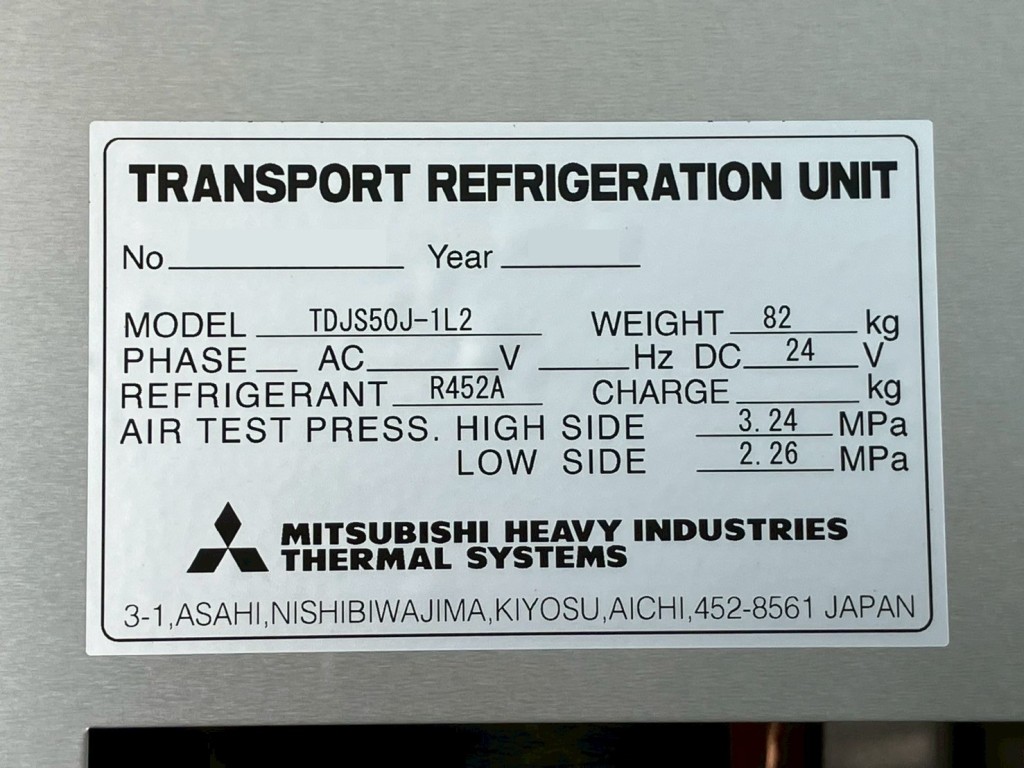 TRANSPORT REFRIGERATION UNIT
No Year
MODEL TDJS50J-1L2 WEIGHT 82 kg
PHASE AC V Hz DC 24 V
REFRIGERANT R452A CHARGE kg
AIR TEST PRESS. HIGH SIDE 3.24 MPa
LOW SIDE 2.26 MPa
MITSUBISHI HEAVY INDUSTRIES
THERMAL SYSTEMS
3-1,ASAHI,NISHIBIWAJIMA,KIYOSU,AICHI,452-8561 JAPAN